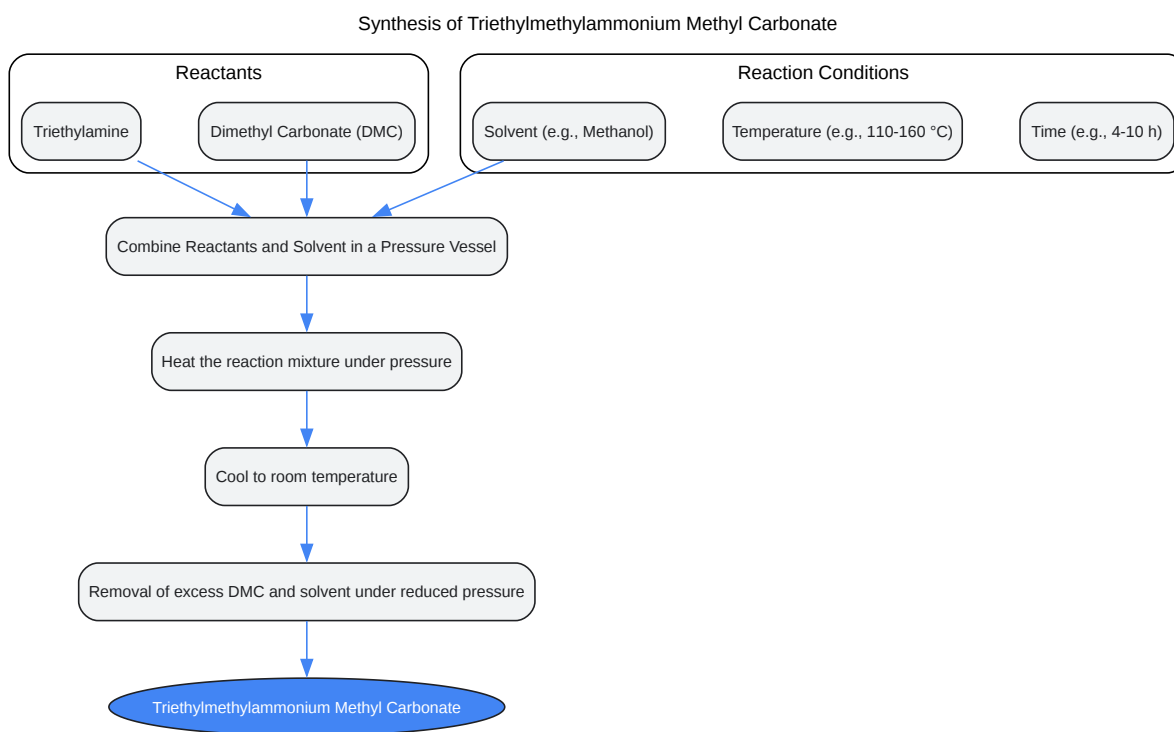 Synthesis of Triethylmethylammonium Methyl Carbonate
Reactants
Reaction Conditions
Triethylamine
Dimethyl Carbonate (DMC)
Solvent (e.g., Methanol)
Temperature (e.g., 110-160 °C)
Time (e.g., 4-10 h)
Combine Reactants and Solvent in a Pressure Vessel
Heat the reaction mixture under pressure
Cool to room temperature
Removal of excess DMC and solvent under reduced pressure
Triethylmethylammonium Methyl Carbonate